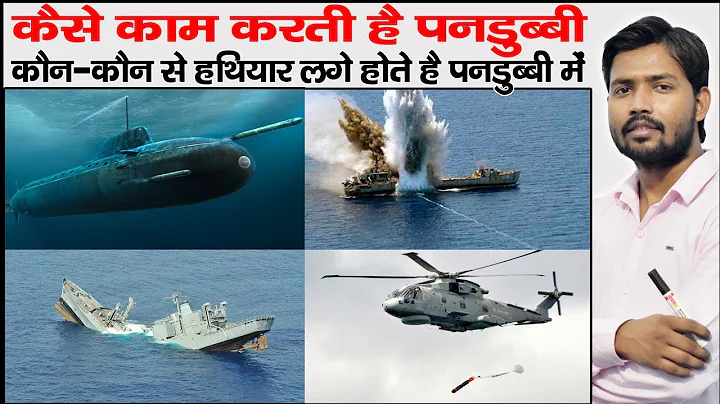 कैसे काम करती है पनडुब्बी
कौन-कौन से हथियार लगे होते है पनडुब्बी में